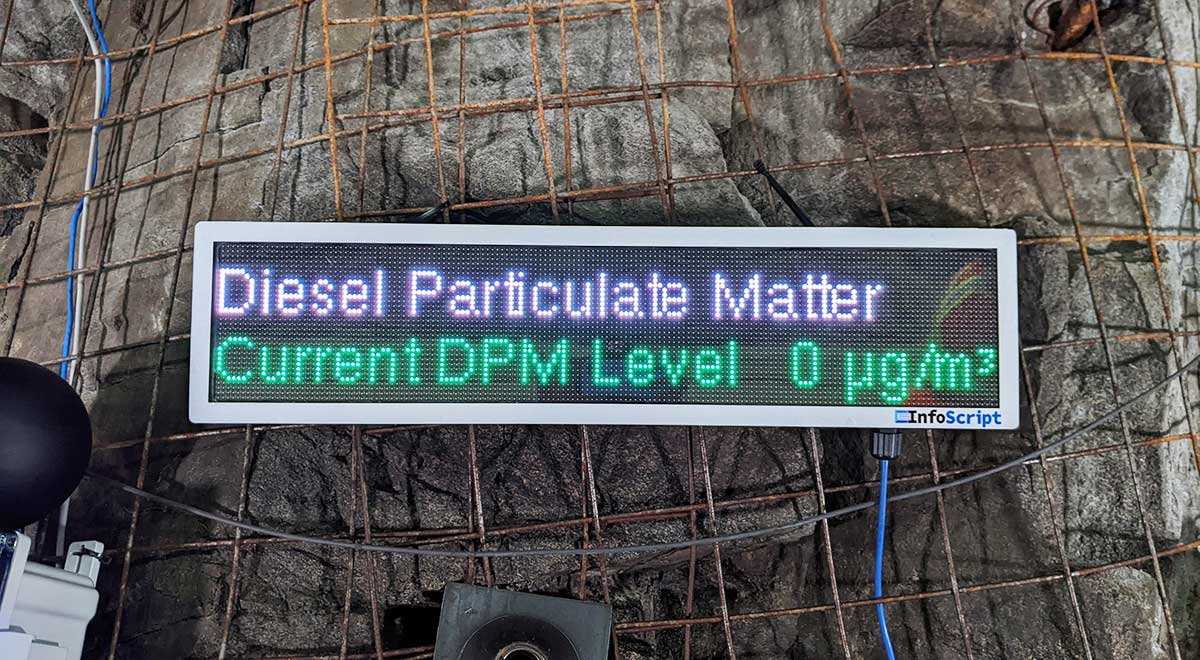 Diesel Particulate Matter
Current DPM Level 0 µg/m³
InfoScript